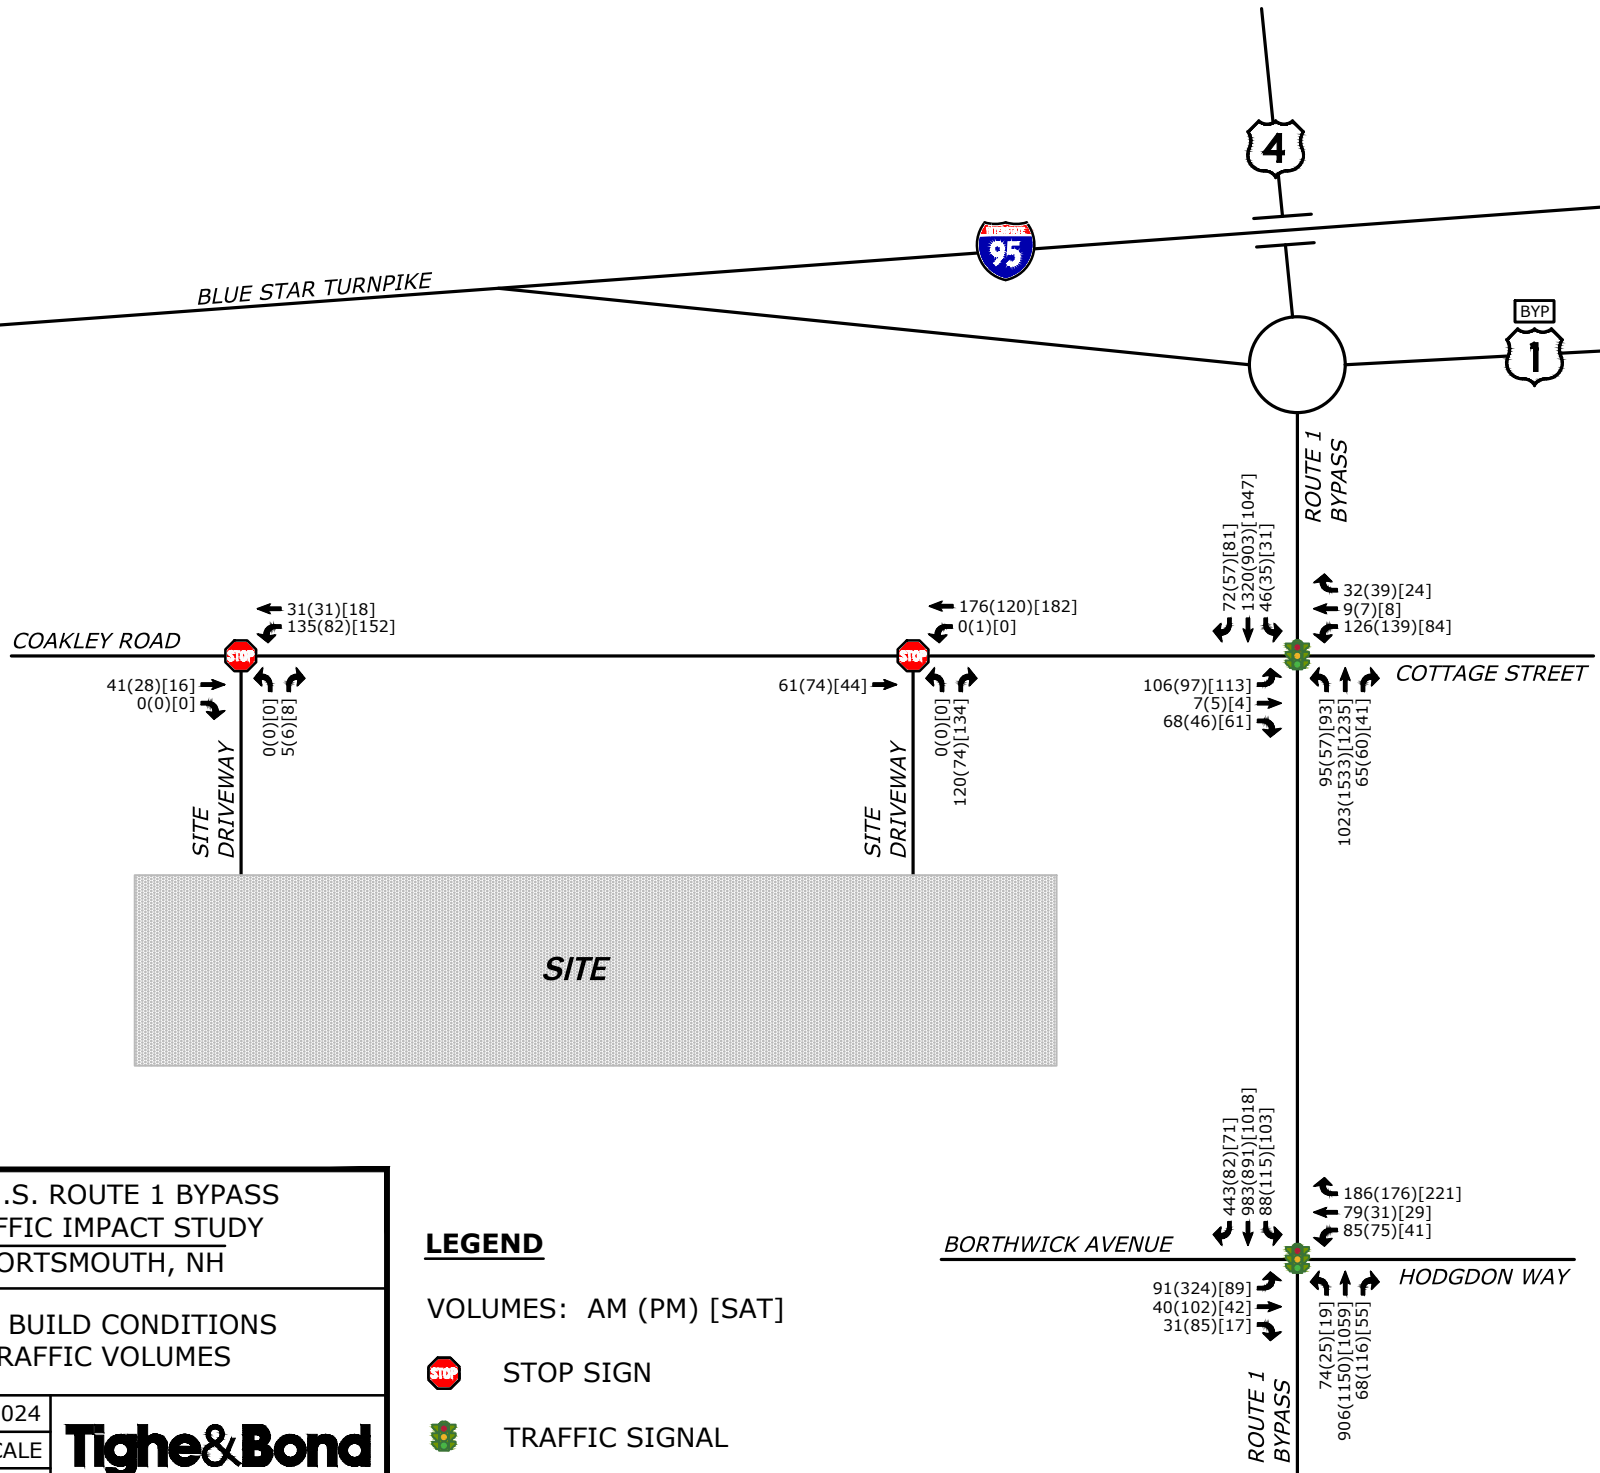 4
INTERSTATE
95
BLUE STAR TURNPIKE
BYP
1
ROUTE 1
BYPASS
72(57)[81]
1320(903)[1047]
46(35)[31]
32(39)[24]
9(7)[8]
126(139)[84]
31(31)[18]
135(82)[152]
176(120)[182]
0(1)[0]
COAKLEY ROAD
STOP
STOP
COTTAGE STREET
41(28)[16]
0(0)[0]
0(0)[0]
5(6)[8]
61(74)[44]
0(0)[0]
120(74)[134]
106(97)[113]
7(5)[4]
68(46)[61]
95(57)[93]
1023(1533)[1235]
65(60)[41]
SITE
DRIVEWAY
SITE
DRIVEWAY
SITE
443(82)[71]
983(891)[1018]
88(115)[103]
186(176)[221]
79(31)[29]
85(75)[41]
BORTHWICK AVENUE
HODGDON WAY
91(324)[89]
40(102)[42]
31(85)[17]
74(25)[19]
906(1150)[1059]
68(116)[55]
ROUTE 1
BYPASS
.S. ROUTE 1 BYPASS
FFIC IMPACT STUDY
ORTSMOUTH, NH
BUILD CONDITIONS
RAFFIC VOLUMES
024
CALE
Tighe&Bond
LEGEND
VOLUMES: AM (PM) [SAT]
STOP
STOP SIGN
TRAFFIC SIGNAL